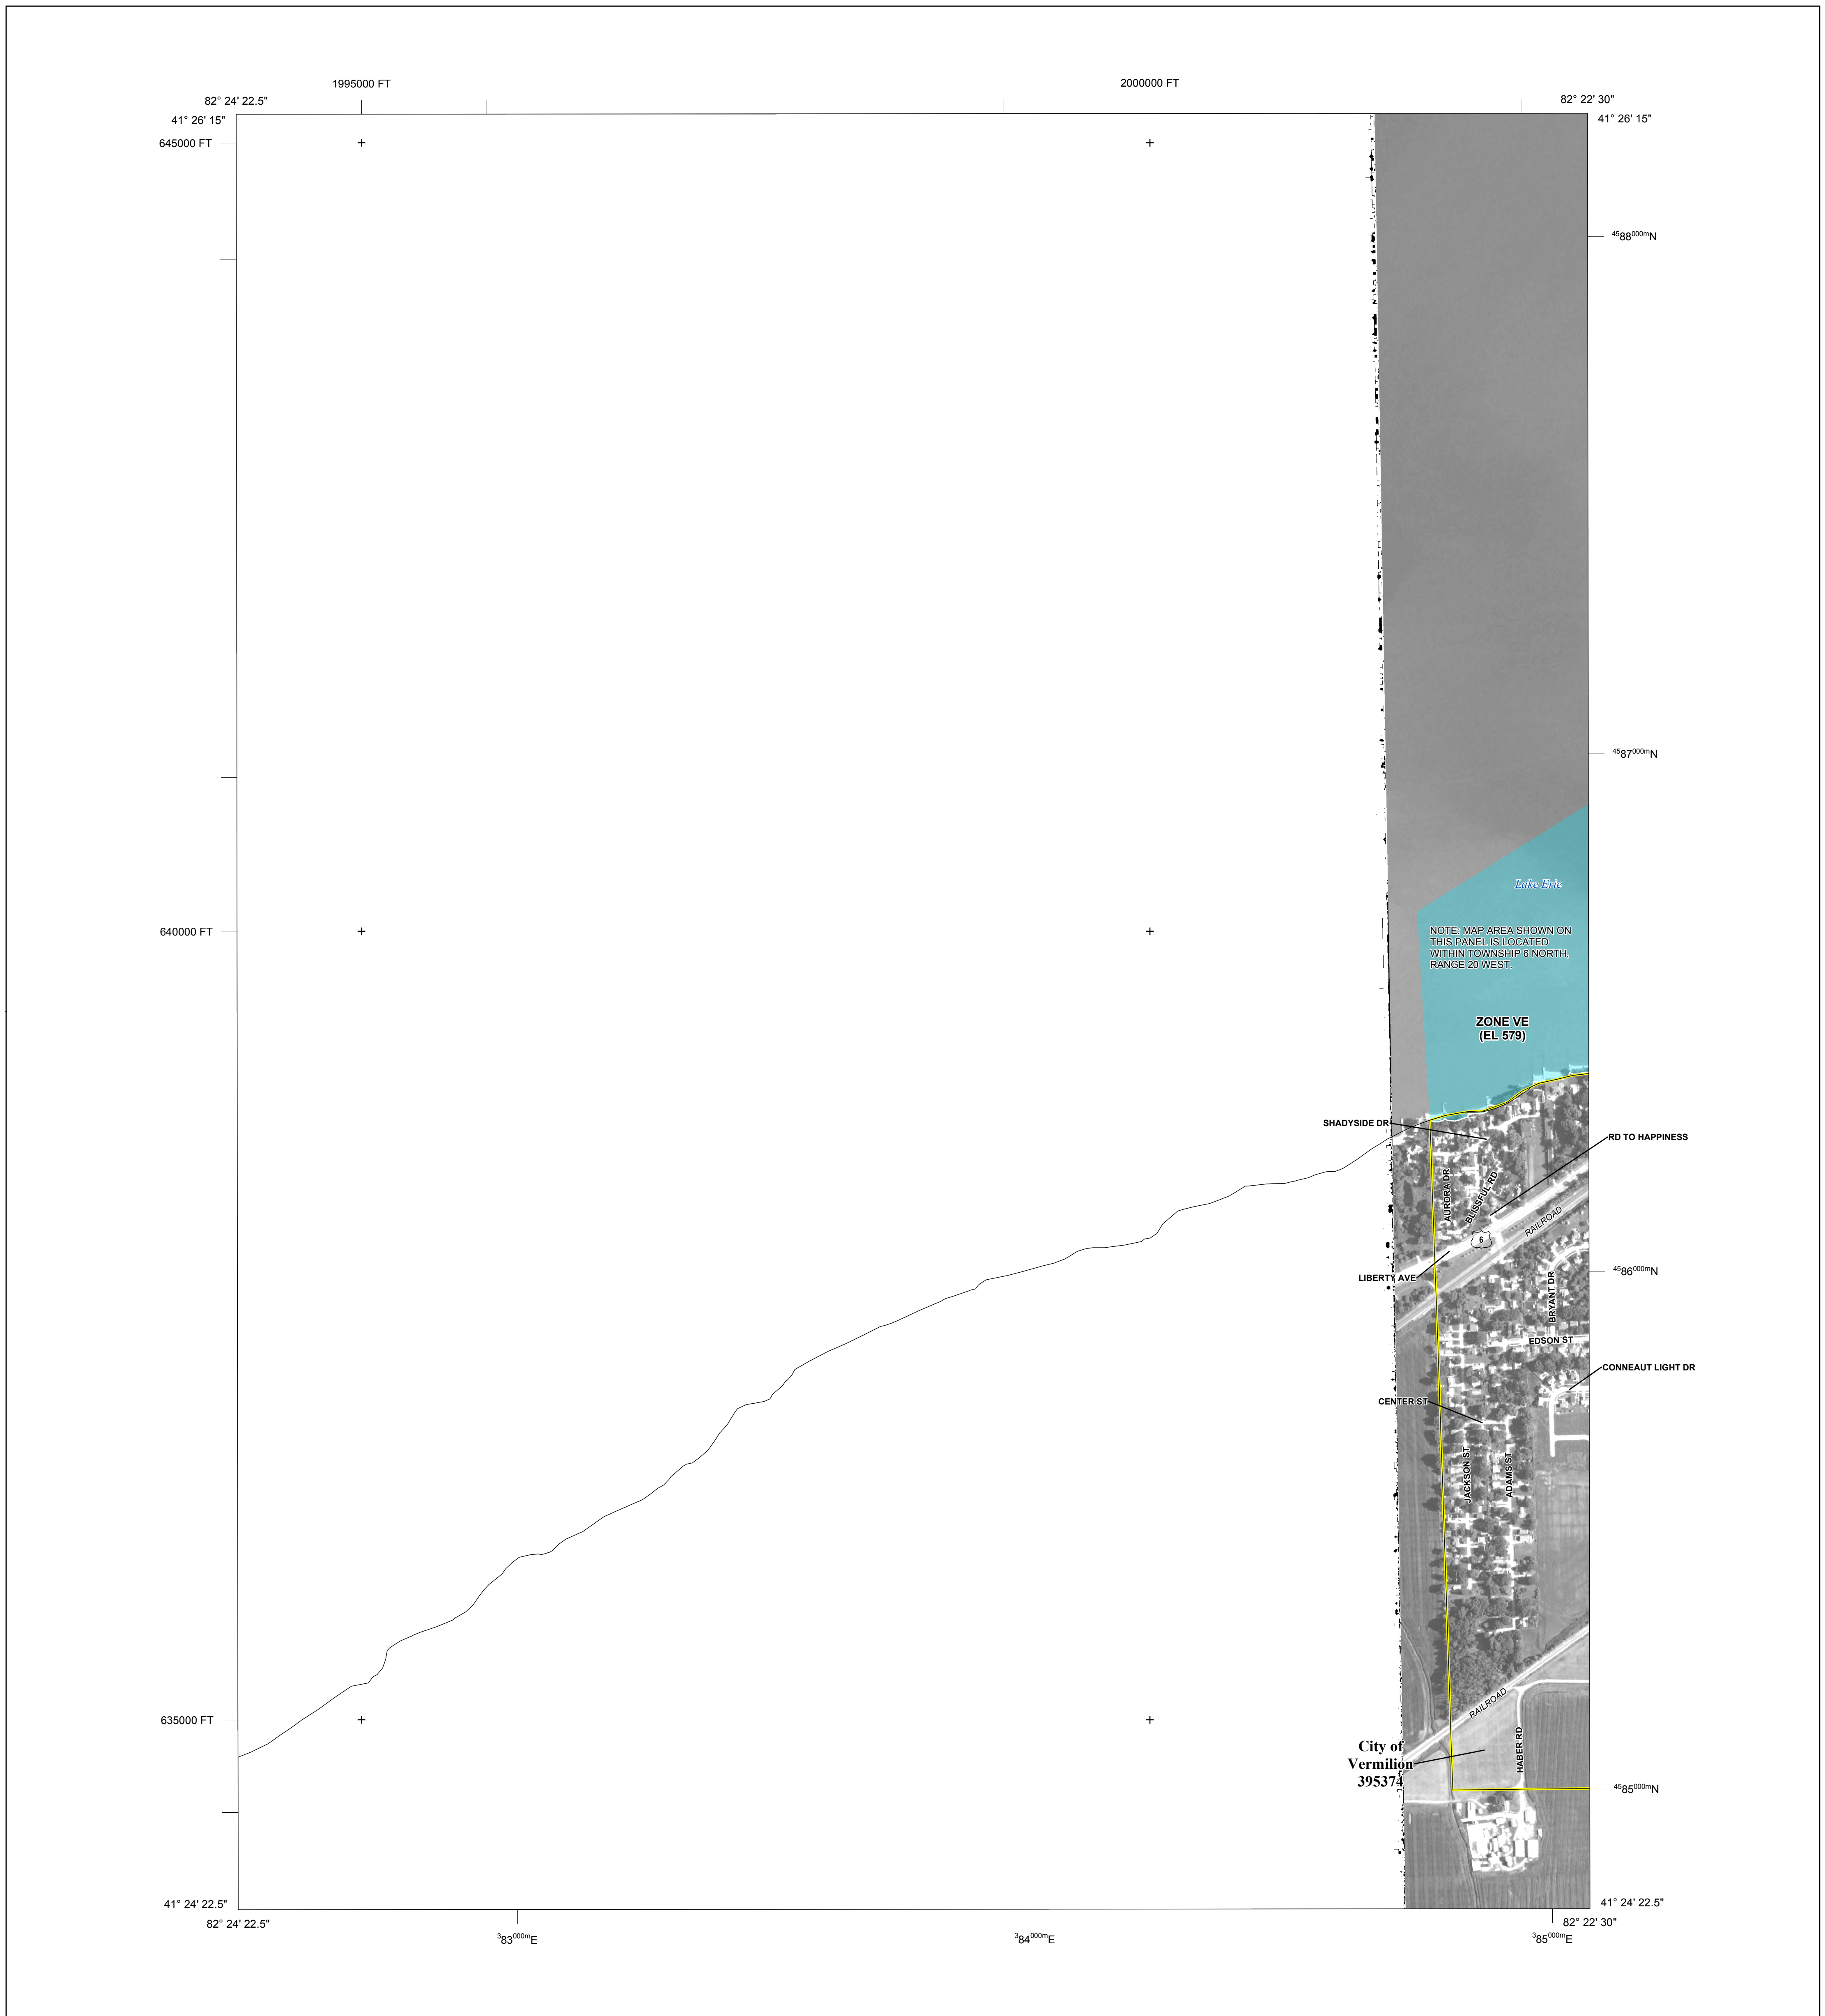 1995000 FT
2000000 FT
82° 24' 22.5"
82° 22' 30"
41° 26' 15"
41° 26' 15"
645000 FT
4588000mN
4587000mN
Lake Erie
640000 FT
NOTE: MAP AREA SHOWN ON
THIS PANEL IS LOCATED
WITHIN TOWNSHIP 6 NORTH,
RANGE 20 WEST.
ZONE VE
(EL 579)
SHADYSIDE DR
RD TO HAPPINESS
AURORA DR
BLISSFUL RD
RAILROAD
6
LIBERTY AVE
4586000mN
BRYANT DR
EDSON ST
CONNEAUT LIGHT DR
CENTER ST
JACKSON ST
ADAMS ST
635000 FT
RAILROAD
HABER RD
City of
Vermilion
395374
4585000mN
41° 24' 22.5"
41° 24' 22.5"
82° 24' 22.5"
82° 22' 30"
383000mE
384000mE
385000mE